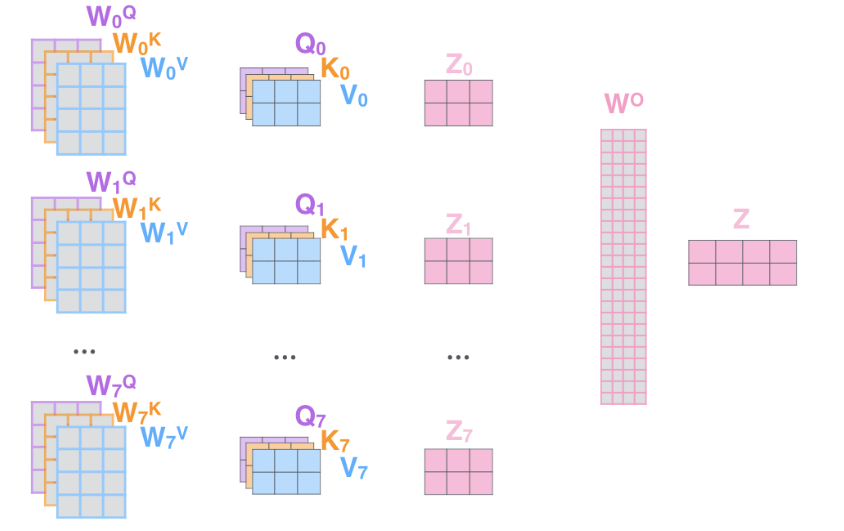 W₀Q
W₀K
W₀V
Q₀
K₀
V₀
Z₀
WO
W₁Q
W₁K
W₁V
Q₁
K₁
V₁
Z₁
Z
...
...
...
W₇Q
W₇K
W₇V
Q₇
K₇
V₇
Z₇